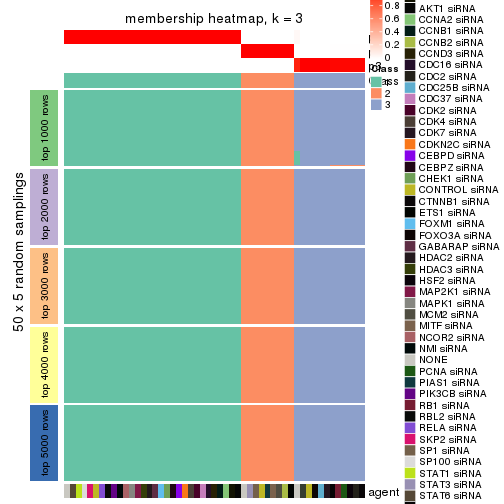 membership heatmap, k = 3
50 x 5 random samplings
top 1000 rows
top 2000 rows
top 3000 rows
top 4000 rows
top 5000 rows
0.8
0.6
0.4
0.2
0
Class
1
2
3
agent
AKT1 siRNA
CCNA2 siRNA
CCNB1 siRNA
CCNB2 siRNA
CCND3 siRNA
CDC16 siRNA
CDC2 siRNA
CDC25B siRNA
CDC37 siRNA
CDK2 siRNA
CDK4 siRNA
CDK7 siRNA
CDKN2C siRNA
CEBPD siRNA
CEBPZ siRNA
CHEK1 siRNA
CONTROL siRNA
CTNNB1 siRNA
ETS1 siRNA
FOXM1 siRNA
FOXO3A siRNA
GABARAP siRNA
HDAC2 siRNA
HDAC3 siRNA
HSF2 siRNA
MAP2K1 siRNA
MAPK1 siRNA
MCM2 siRNA
MITF siRNA
NCOR2 siRNA
NMI siRNA
NONE
PCNA siRNA
PIAS1 siRNA
PIK3CB siRNA
RB1 siRNA
RBL2 siRNA
RELA siRNA
SKP2 siRNA
SP1 siRNA
SP100 siRNA
STAT1 siRNA
STAT3 siRNA
STAT6 siRNA